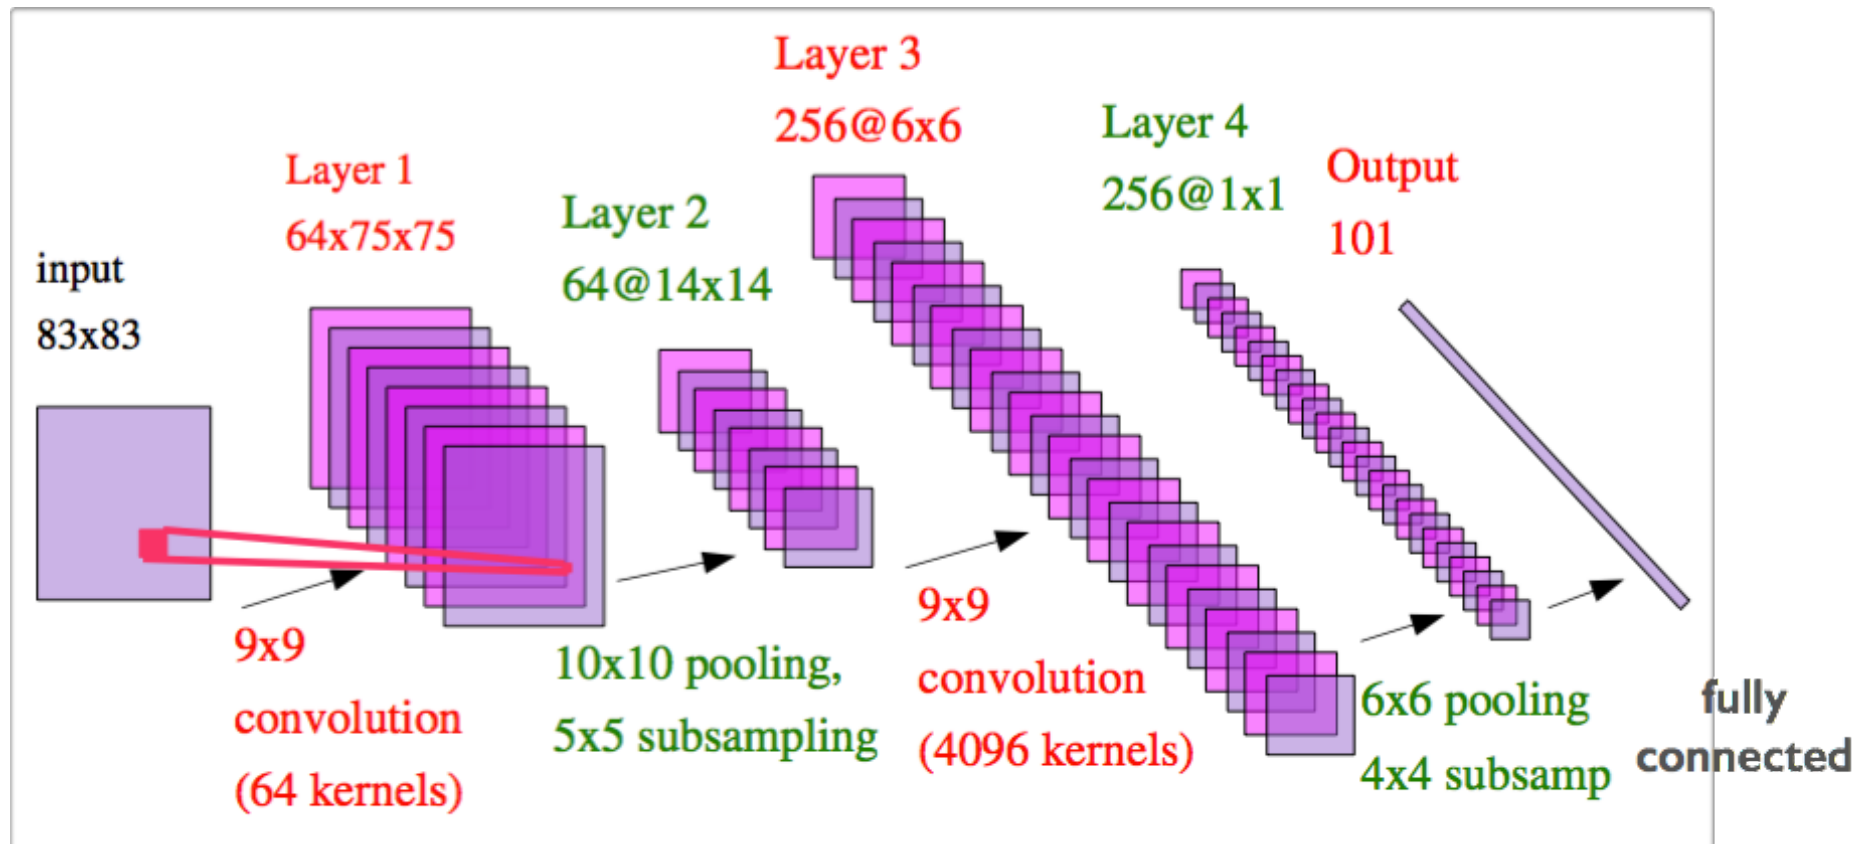 input
83x83
Layer 1
64x75x75
9x9
convolution
(64 kernels)
Layer 2
64@14x14
10x10 pooling,
5x5 subsampling
Layer 3
256@6x6
9x9
convolution
(4096 kernels)
Layer 4
256@1x1
6x6 pooling
4x4 subsamp
Output
101
fully
connected